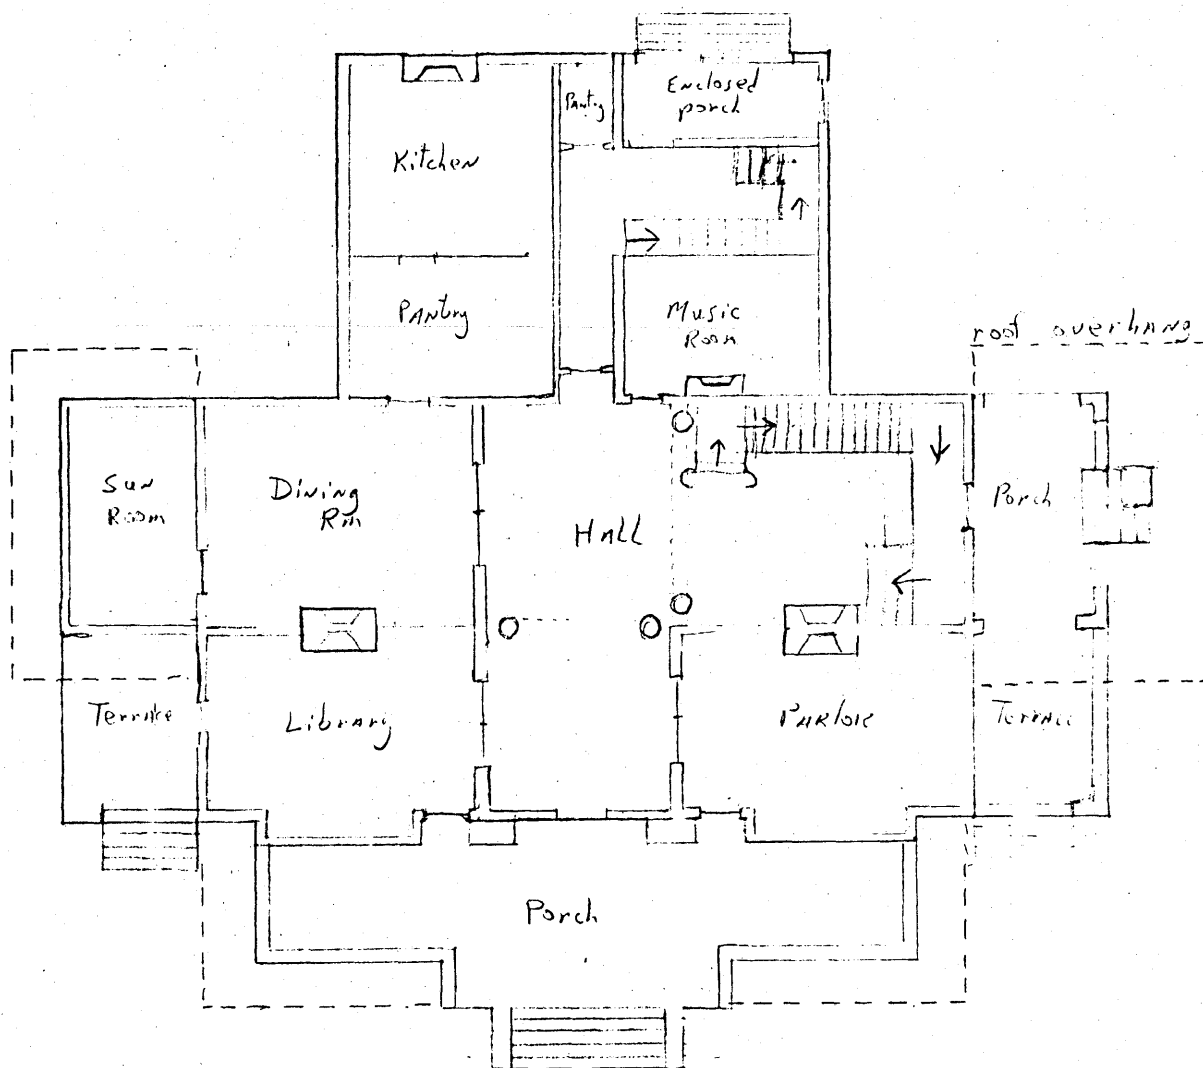 Enclosed
porch
Pantry
Kitchen
Pantry
Music
Room
roof overhang
Sun
Room
Dining
Rm
Hall
Porch
Terrace
Library
Parlor
Terrace
Porch